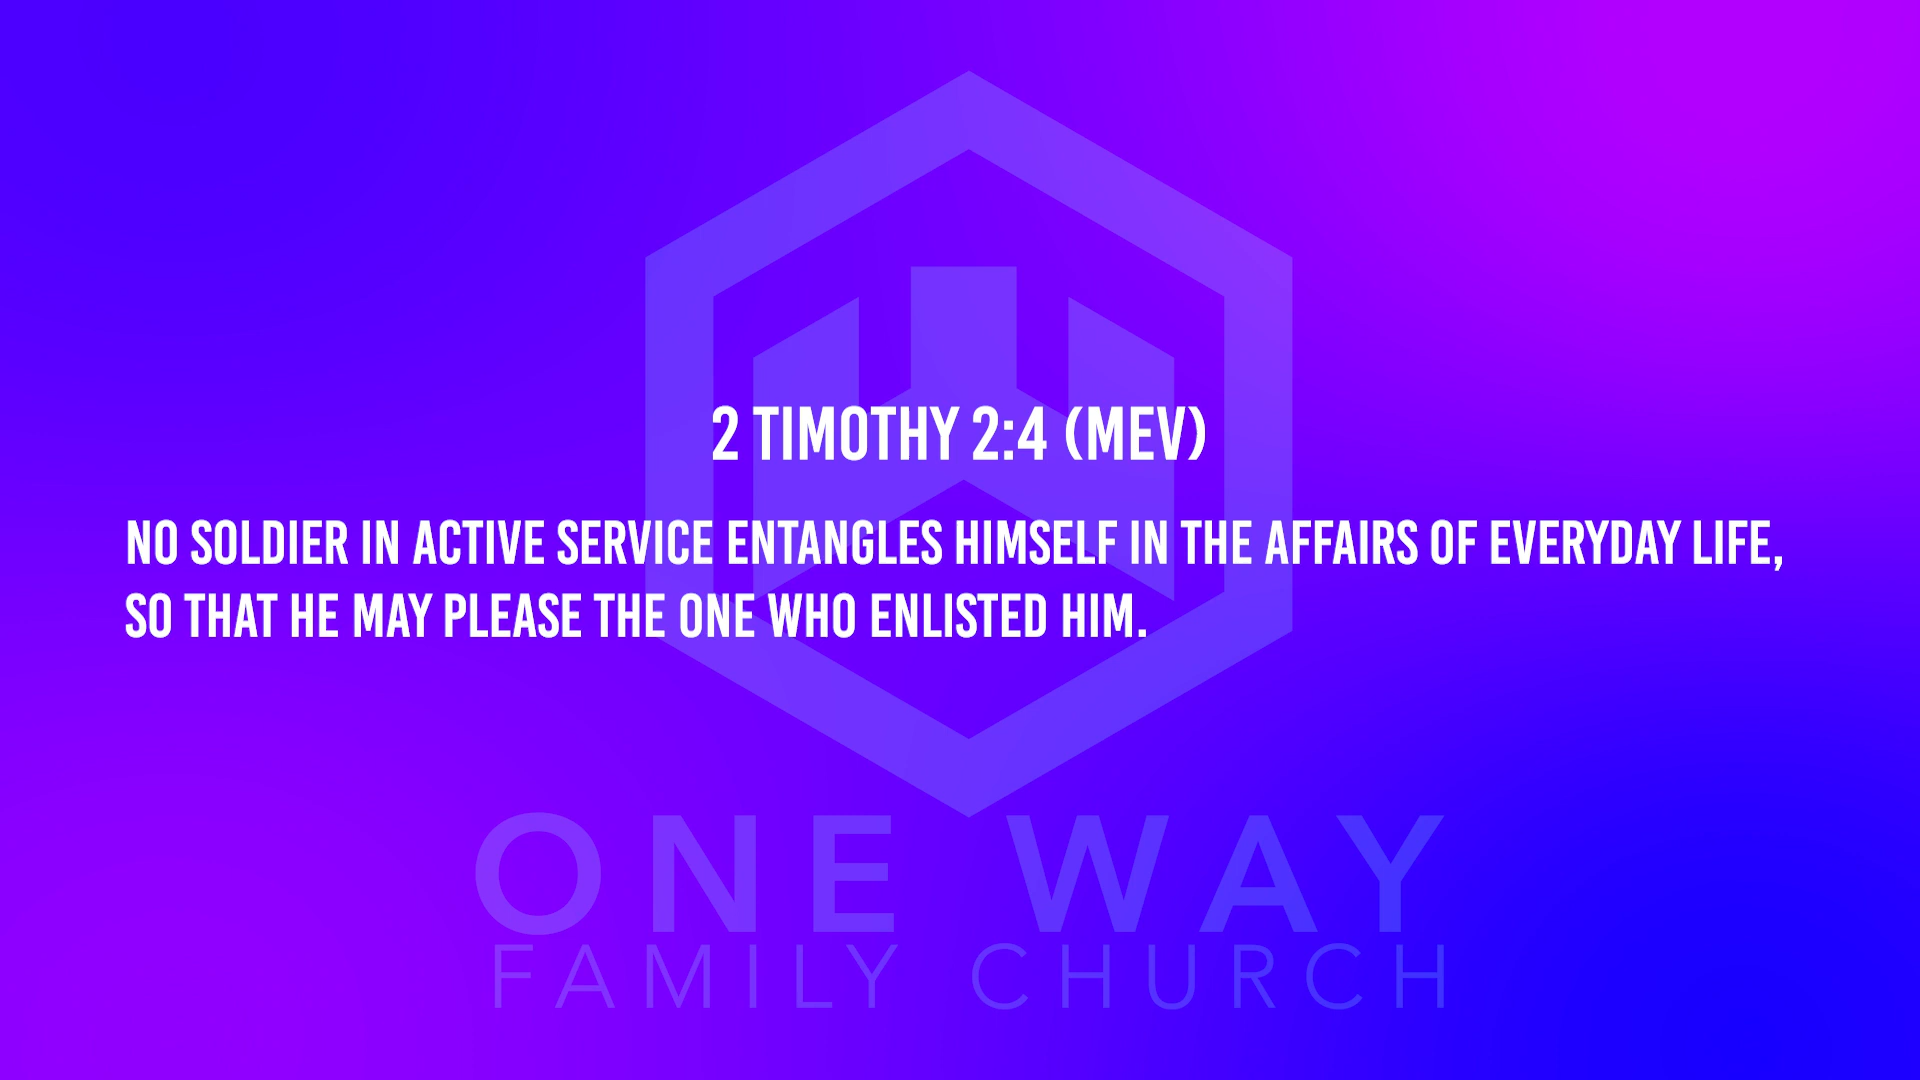 2 TIMOTHY 2:4 (MEV)
NO SOLDIER IN ACTIVE SERVICE ENTANGLES HIMSELF IN THE AFFAIRS OF EVERYDAY LIFE,
SO THAT HE MAY PLEASE THE ONE WHO ENLISTED HIM.
ONE WAY
FAMILY CHURCH